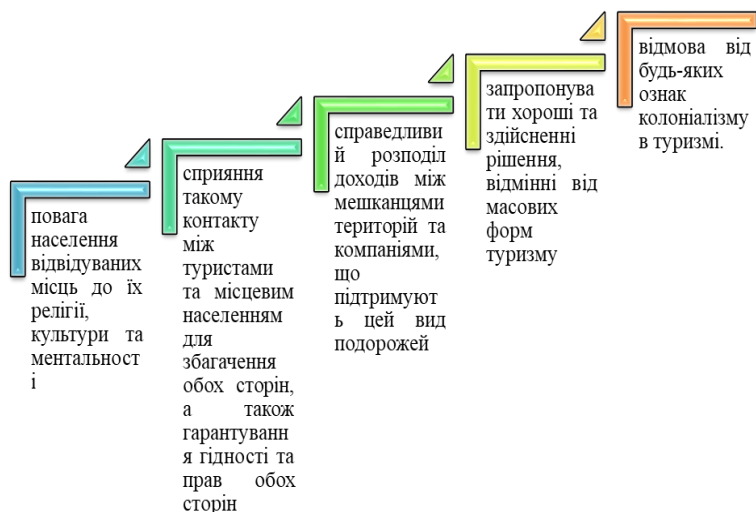 повага
населення
відвідуваних
місць до їх
релігії,
культури та
ментальност
і
сприяння
такому
контакту
між
туристами
та місцевим
населенням
для
збагачення
обох сторін,
а також
гарантуванн
я гідності та
прав обох
сторін
справедливи
й розподіл
доходів між
мешканцями
територій та
компаніями,
що
підтримуют
ь цей вид
подорожей
запропонува
ти хороші та
здійсненні
рішення,
відмінні від
масових
форм
туризму
відмова від
будь-яких
ознак
колоніалізму
в туризмі.